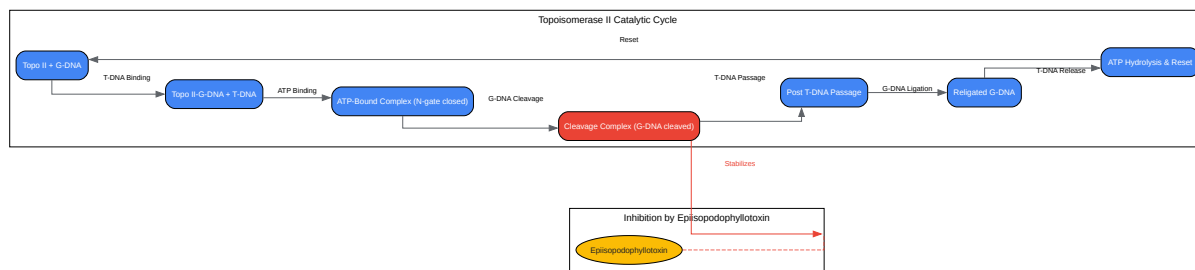 Topoisomerase II Catalytic Cycle
Reset
Topo II + G-DNA
T-DNA Binding
Topo II-G-DNA + T-DNA
ATP Binding
ATP-Bound Complex (N-gate closed)
G-DNA Cleavage
Cleavage Complex (G-DNA cleaved)
T-DNA Passage
Post T-DNA Passage
G-DNA Ligation
Religated G-DNA
T-DNA Release
ATP Hydrolysis & Reset
Stabilizes
Inhibition by Epiisopodophyllotoxin
Epiisopodophyllotoxin